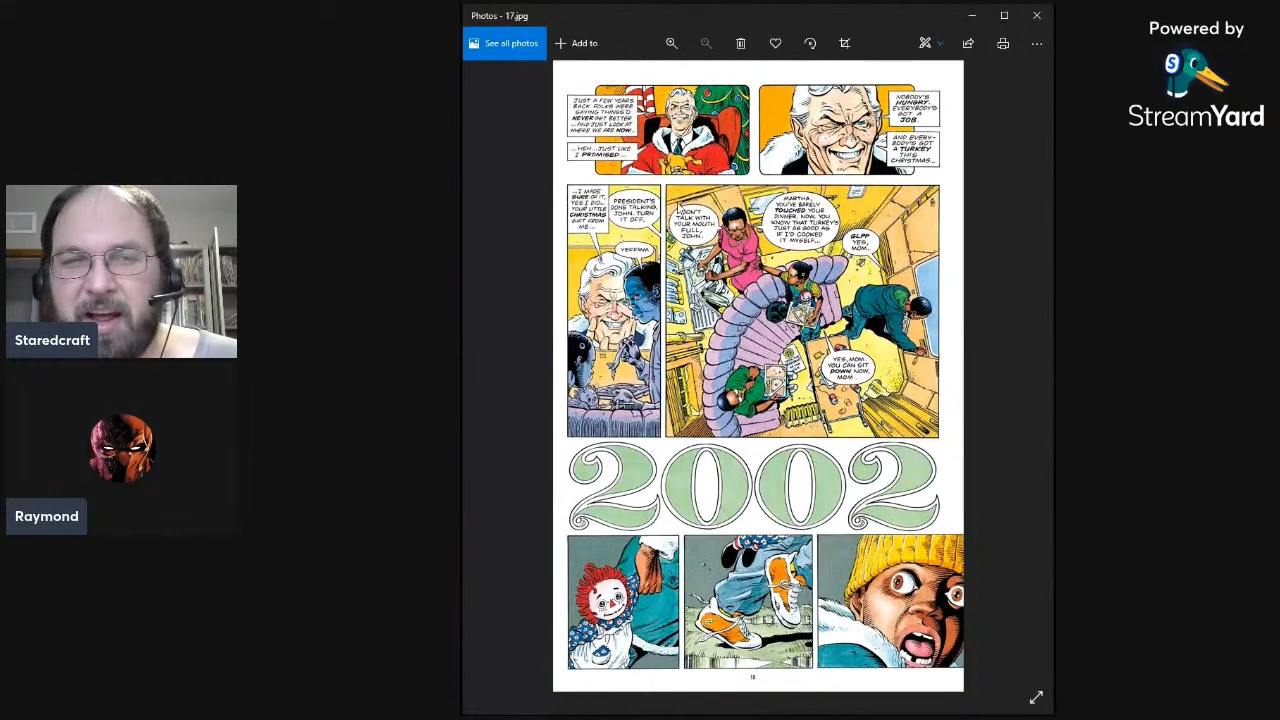 Photos - 17.jpg
See all photos
Add to
Powered by
S
StreamYard
Staredcraft
Raymond
JUST A FEW YEARS
BACK FOLKS WERE
SAYING THINGS'D
NEVER GET BETTER
...AND JUST LOOK AT
WHERE WE ARE NOW...
...HEH...JUST LIKE
I PROMISED...
NOBODY'S
HUNGRY.
EVERYBODY'S
GOT A
JOB.
AND EVERY-
BODY'S GOT
A TURKEY
THIS
CHRISTMAS...
...I MADE
SURE OF IT,
YES I DID...
YOUR LITTLE
CHRISTMAS
GIFT FROM
ME...
PRESIDENT'S
DONE TALKING,
JOHN. TURN
IT OFF.
YERFMM.
DON'T
TALK WITH
YOUR MOUTH
FULL,
JOHN.
MARTHA,
YOU'VE BARELY
TOUCHED YOUR
DINNER. NOW, YOU
KNOW THAT TURKEY'S
JUST AS GOOD AS
IF I'D COOKED
IT MYSELF...
GLPP
YES,
MOM.
YES, MOM.
YOU CAN SIT
DOWN NOW,
MOM.
2002
18